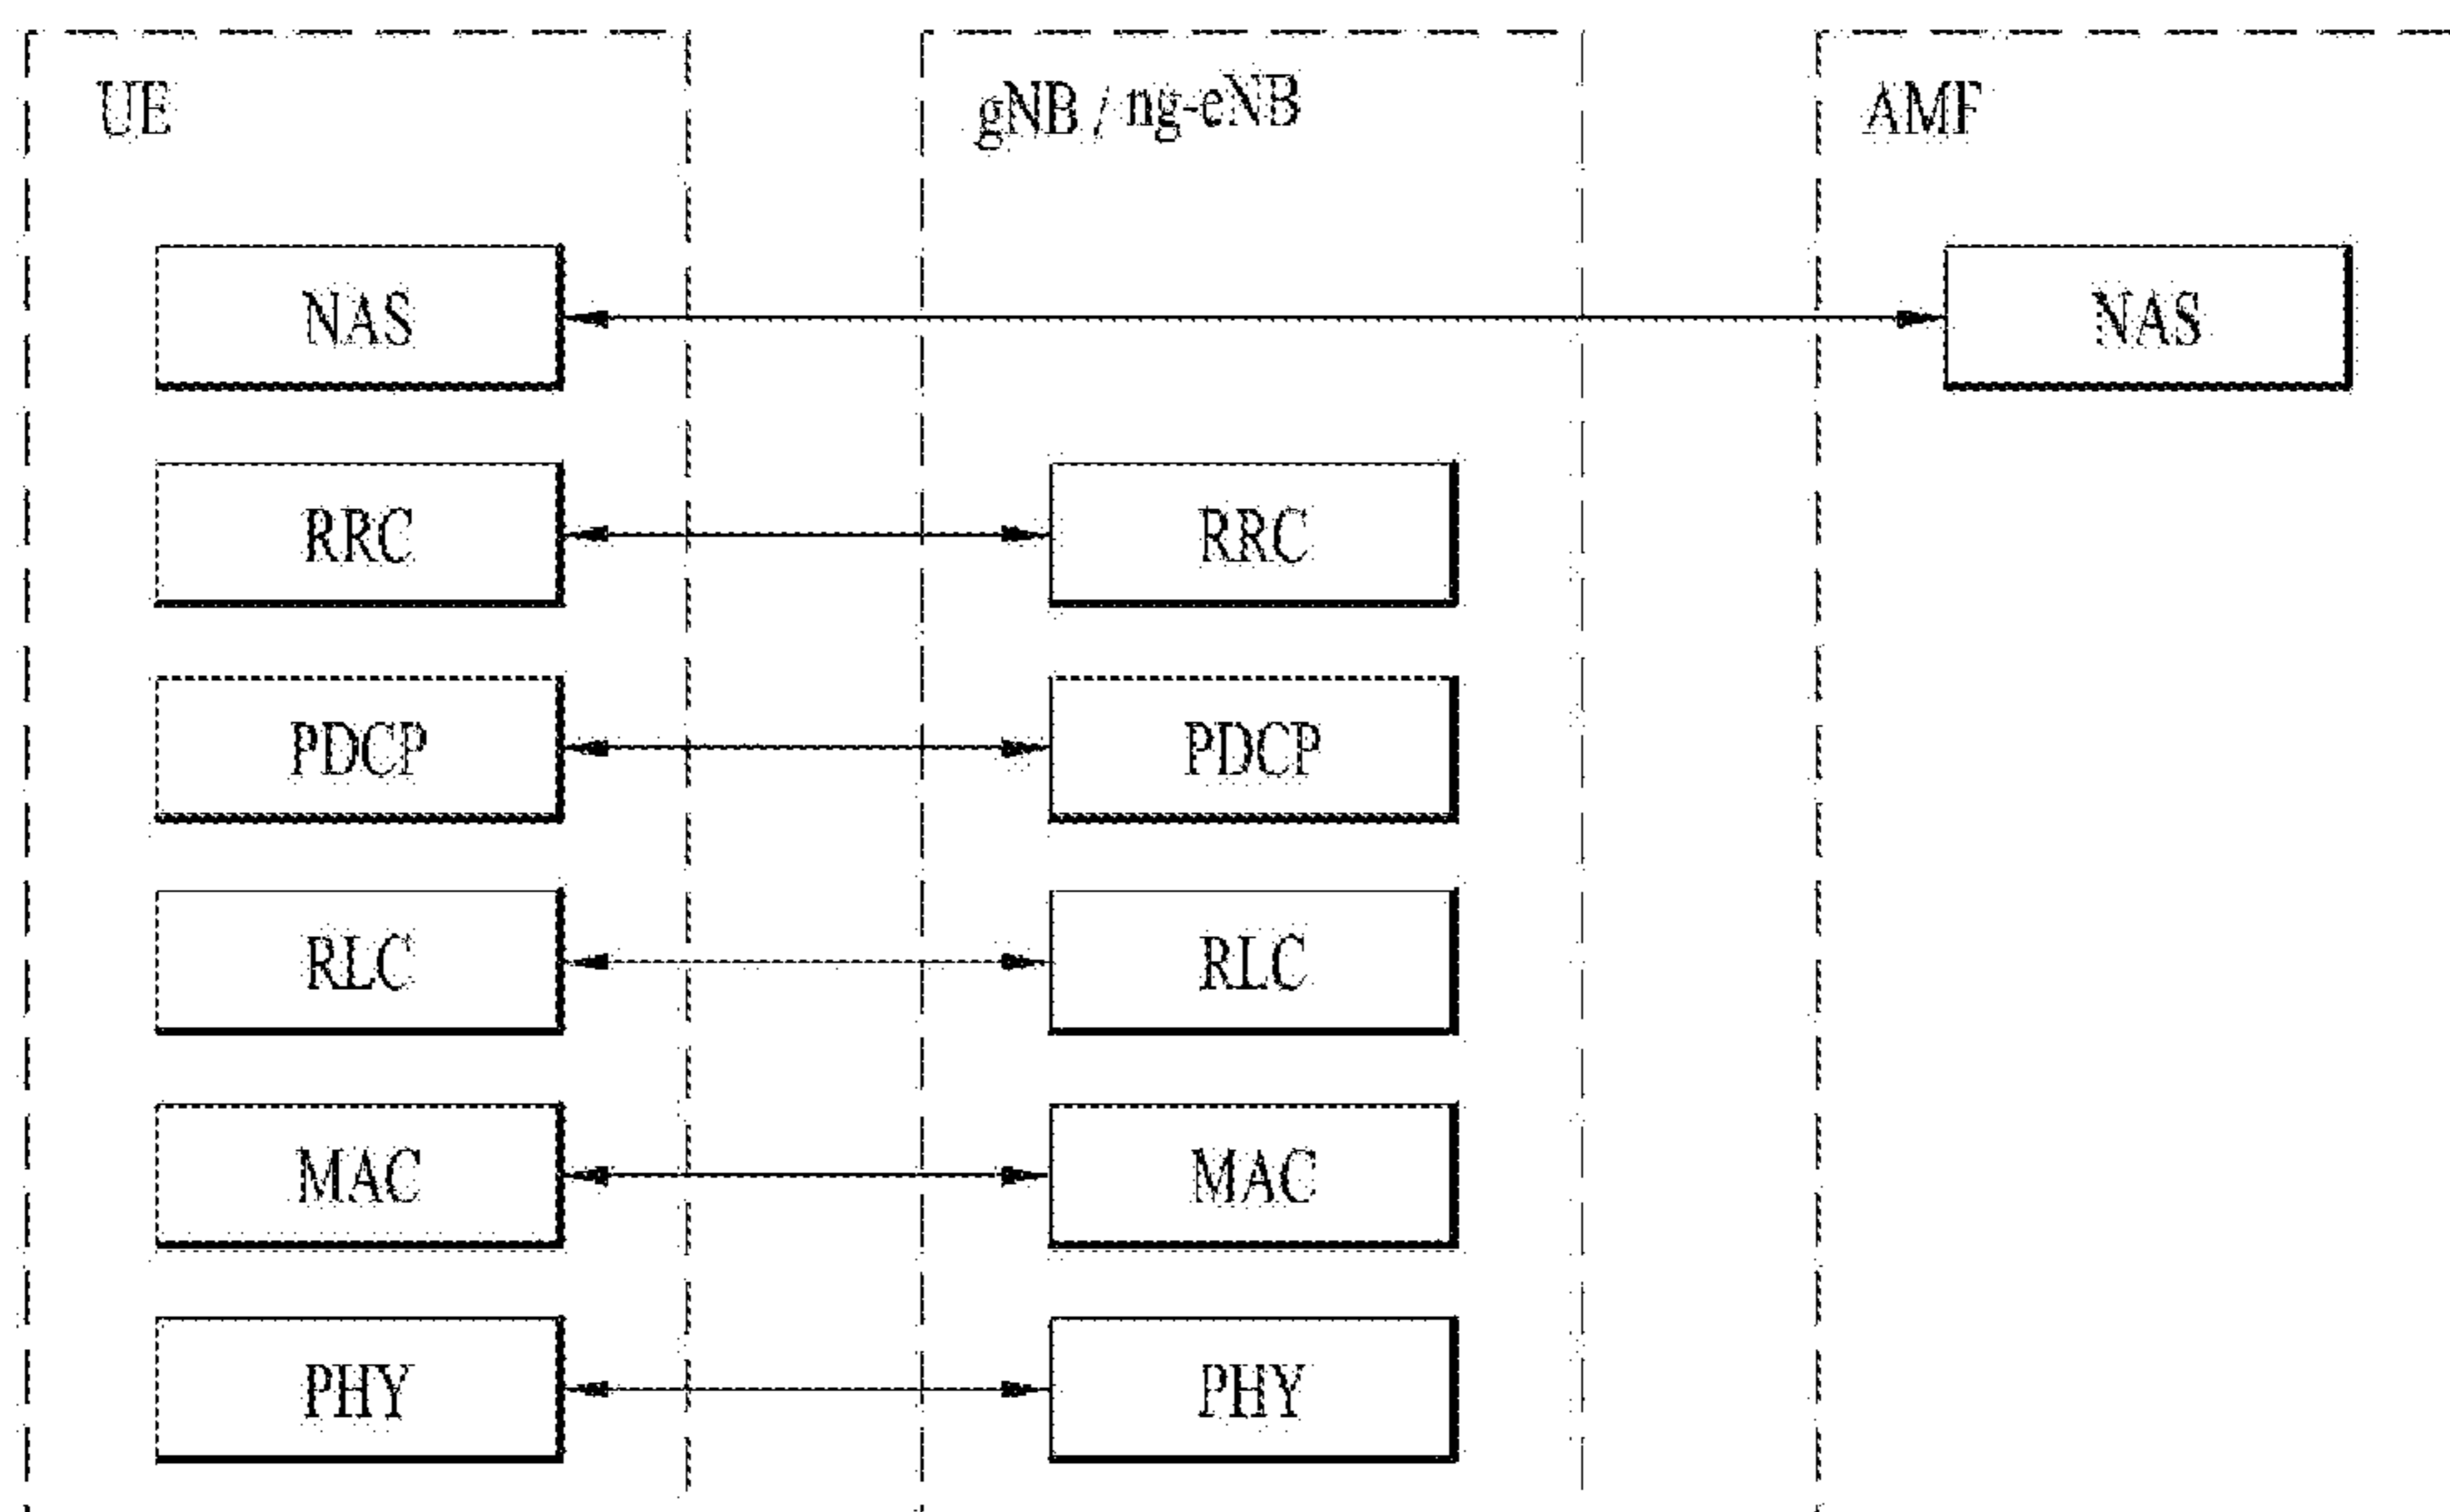 UE
gNB / ng-eNB
AMF
NAS
NAS
RRC
RRC
PDCP
PDCP
RLC
RLC
MAC
MAC
PHY
PHY